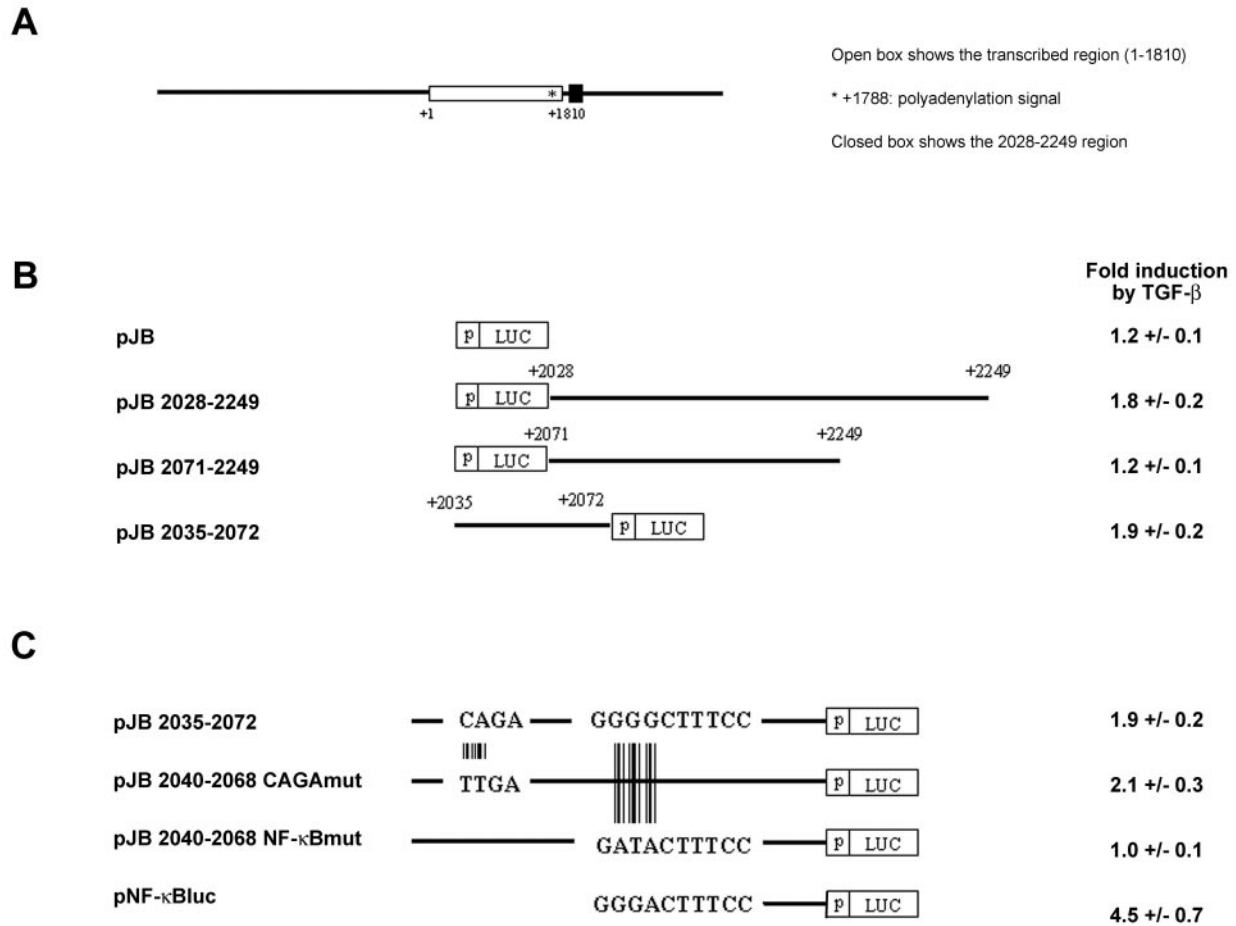 A
Open box shows the transcribed region (1-1810)
*
+1
+1810
* +1788: polyadenylation signal
Closed box shows the 2028-2249 region
B
Fold induction
by TGF-β
pJB
p LUC
1.2 +/- 0.1
+2028
+2249
pJB 2028-2249
p LUC
1.8 +/- 0.2
+2071
+2249
pJB 2071-2249
p LUC
1.2 +/- 0.1
+2035
+2072
pJB 2035-2072
p LUC
1.9 +/- 0.2
C
pJB 2035-2072
CAGA GGGGCTTTCC p LUC
1.9 +/- 0.2
pJB 2040-2068 CAGAmut
TTGA p LUC
2.1 +/- 0.3
pJB 2040-2068 NF-κBmut
GATACTTTCC p LUC
1.0 +/- 0.1
pNF-κBluc
GGGACTTTCC p LUC
4.5 +/- 0.7